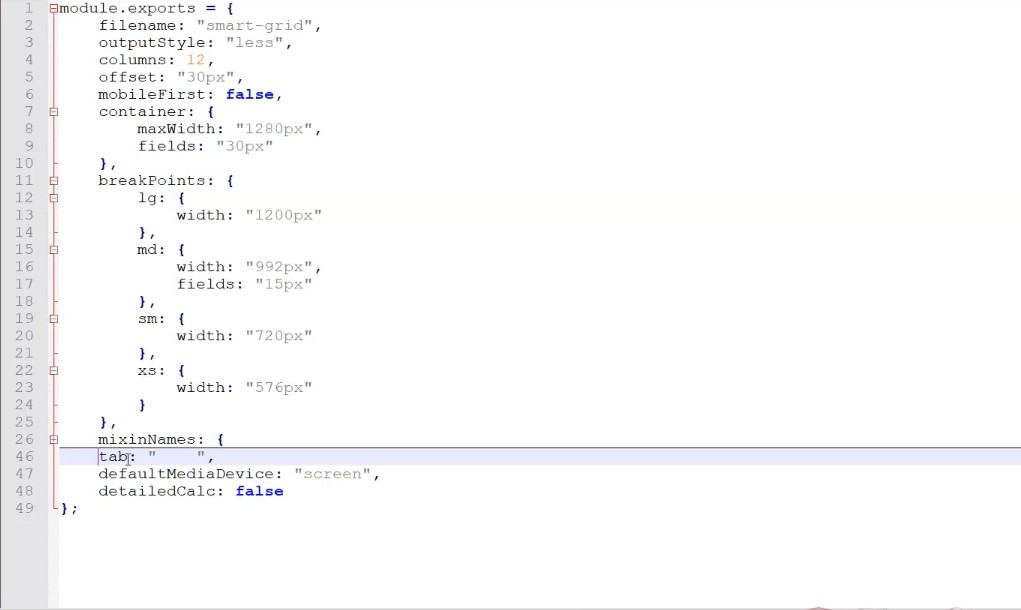 1 module.exports = {
2 filename: "smart-grid",
3 outputStyle: "less",
4 columns: 12,
5 offset: "30px",
6 mobileFirst: false,
7 container: {
8 maxWidth: "1280px",
9 fields: "30px"
10 },
11 breakPoints: {
12 lg: {
13 width: "1200px"
14 },
15 md: {
16 width: "992px",
17 fields: "15px"
18 },
19 sm: {
20 width: "720px"
21 },
22 xs: {
23 width: "576px"
24 }
25 },
26 mixinNames: {
46 tab: "    ",
47 defaultMediaDevice: "screen",
48 detailedCalc: false
49 };